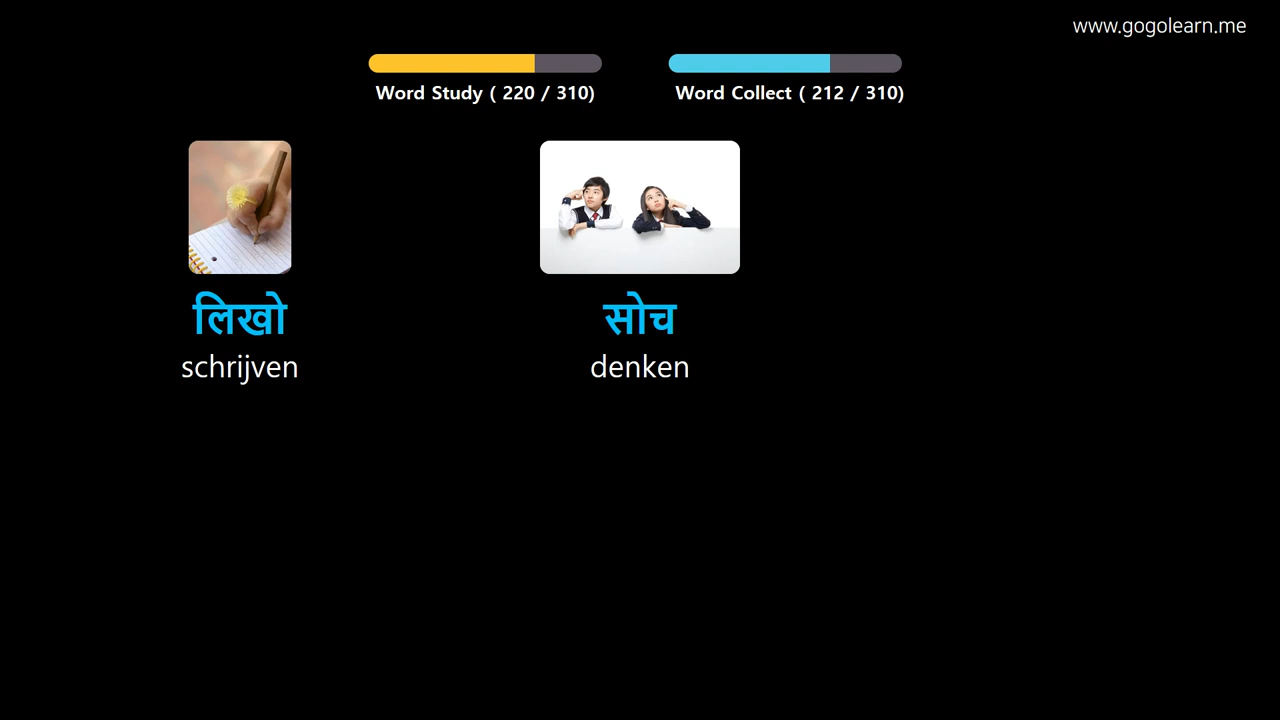 www.gogolearn.me
Word Study ( 220 / 310)
Word Collect ( 212 / 310)
लिखो
schrijven
सोच
denken